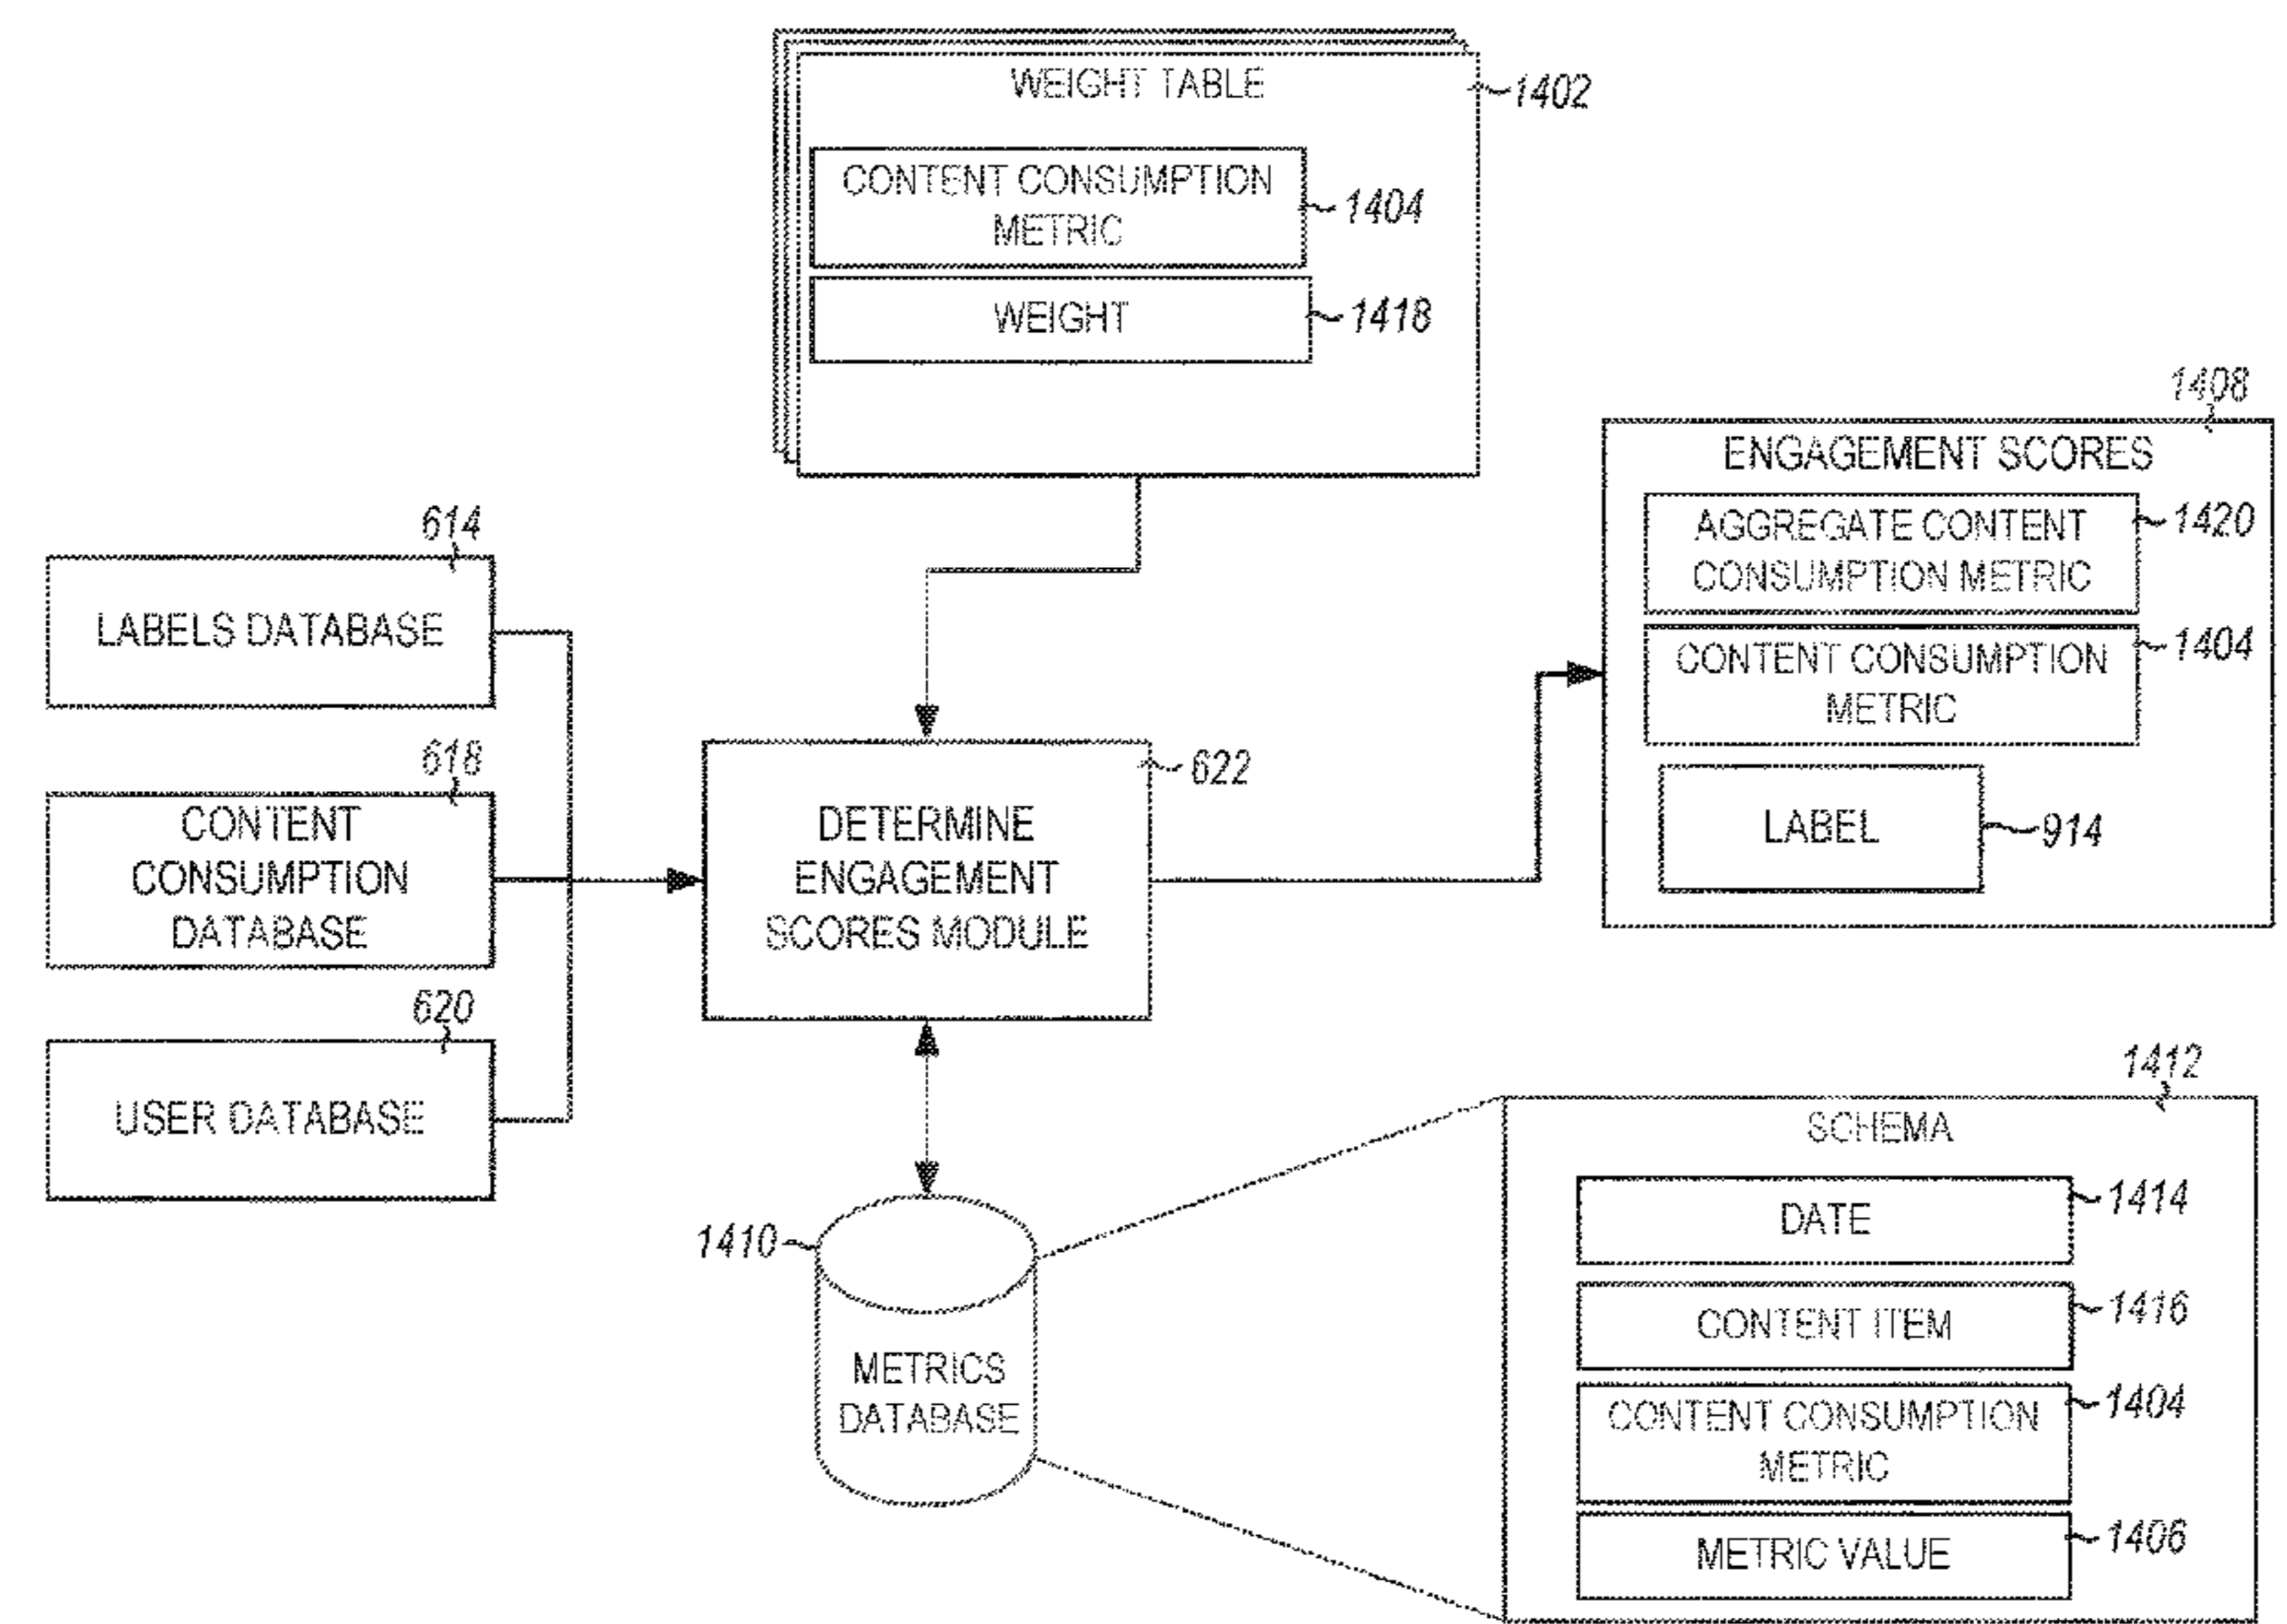 WEIGHT TABLE
1402
CONTENT CONSUMPTION
METRIC
1404
WEIGHT
1418
1408
ENGAGEMENT SCORES
AGGREGATE CONTENT
CONSUMPTION METRIC
1420
CONTENT CONSUMPTION
METRIC
1404
LABEL
914
614
LABELS DATABASE
618
CONTENT
CONSUMPTION
DATABASE
620
USER DATABASE
622
DETERMINE
ENGAGEMENT
SCORES MODULE
1410
METRICS
DATABASE
1412
SCHEMA
DATE
1414
CONTENT ITEM
1416
CONTENT CONSUMPTION
METRIC
1404
METRIC VALUE
1406